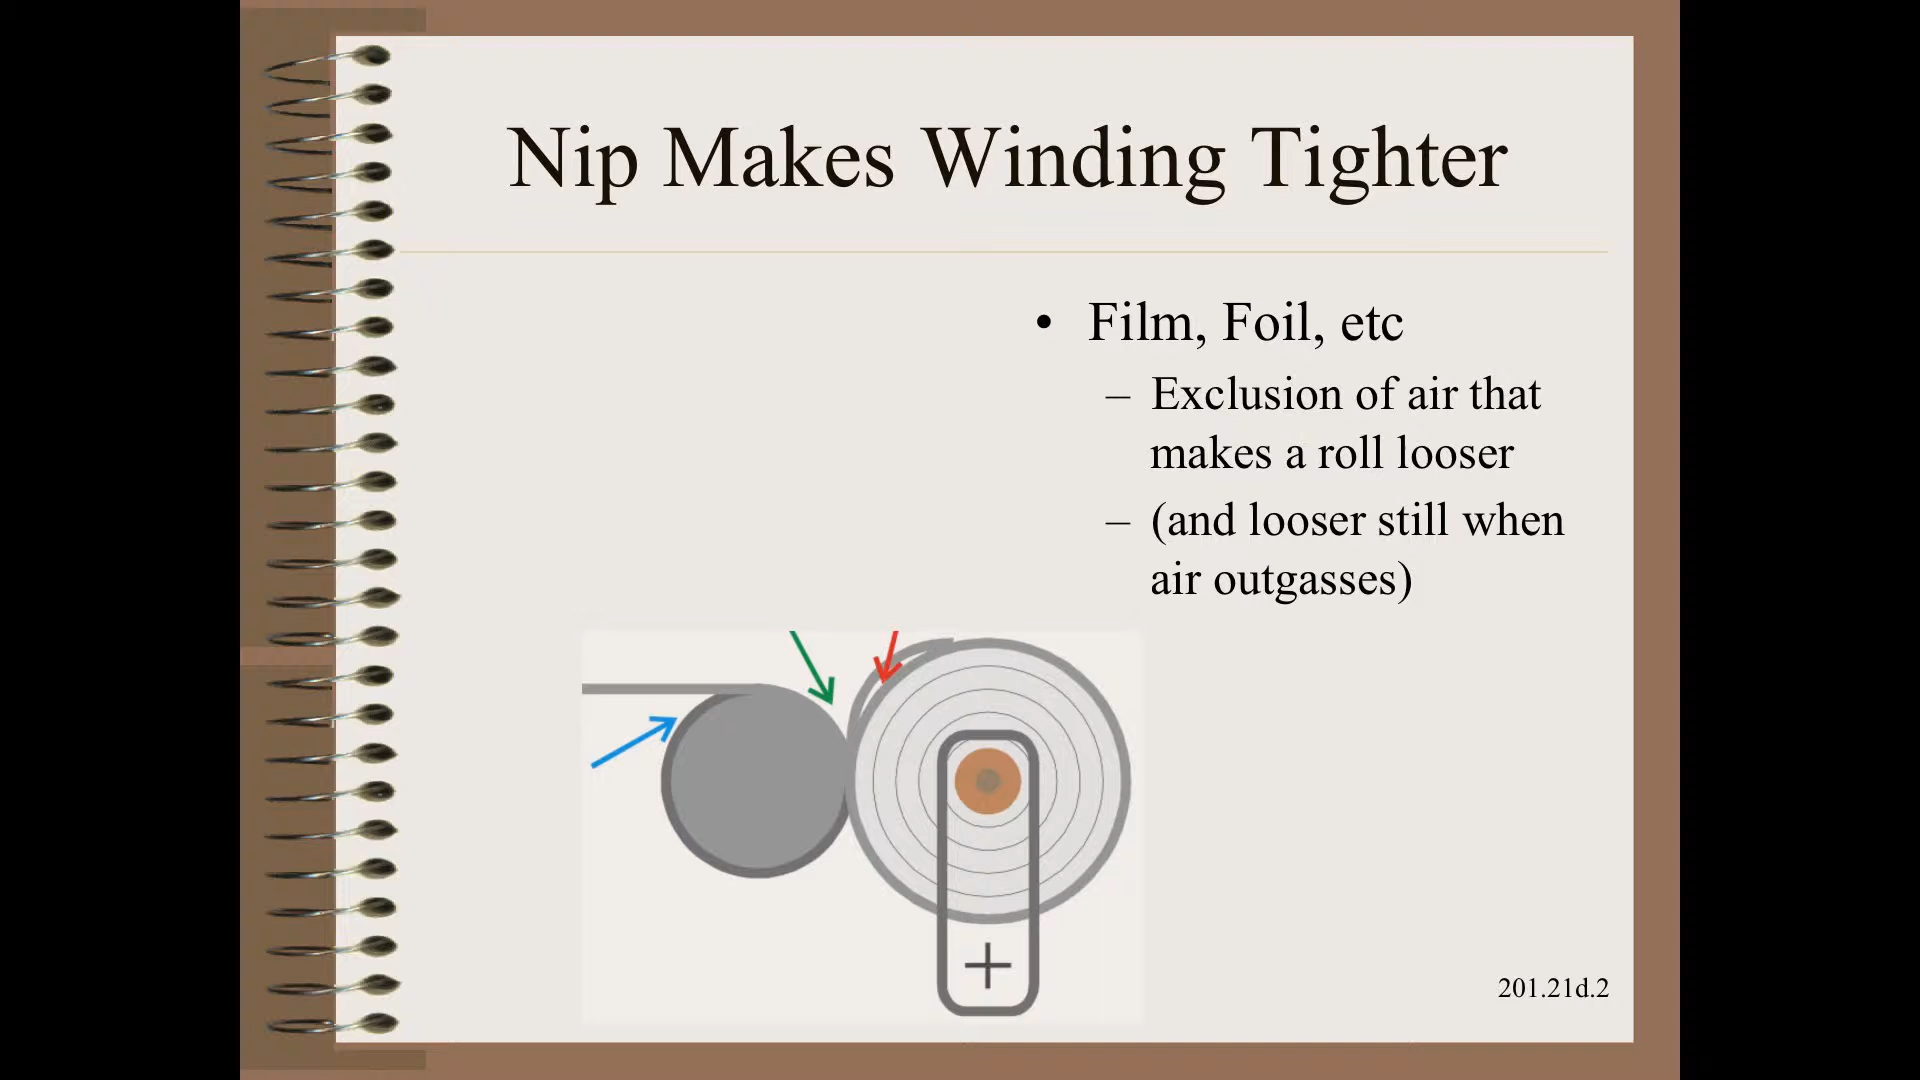 Nip Makes Winding Tighter
• Film, Foil, etc
– Exclusion of air that
makes a roll looser
– (and looser still when
air outgasses)
+
201.21d.2